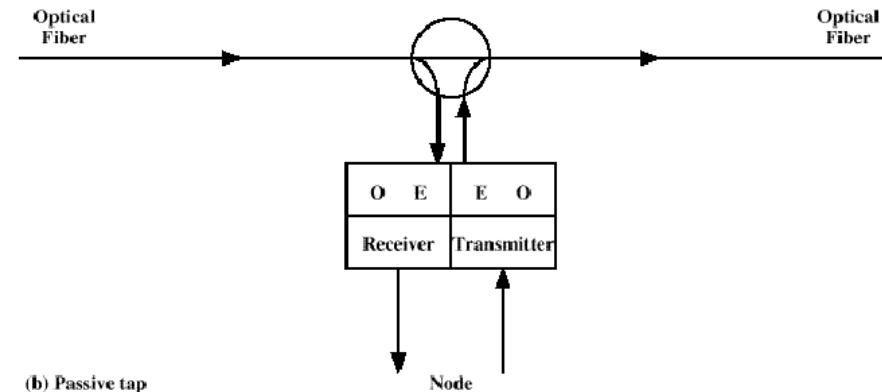 Optical
Fiber
Optical
Fiber
O E E O
Receiver Transmitter
(b) Passive tap Node